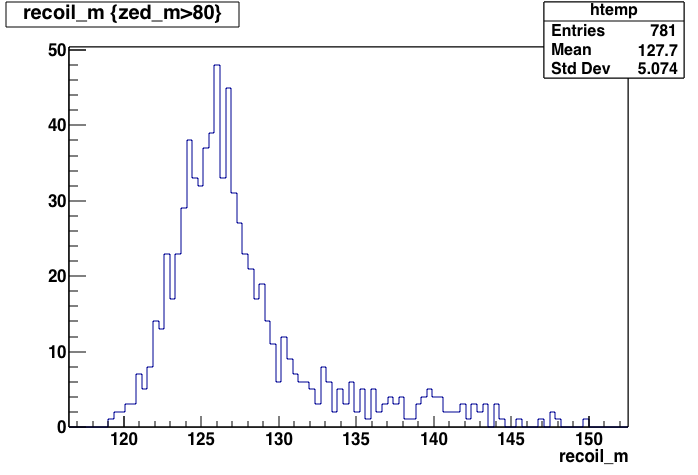 recoil_m {zed_m>80}
htemp
Entries 781
Mean 127.7
Std Dev 5.074
50
40
30
20
10
0
120 125 130 135 140 145 150
recoil_m